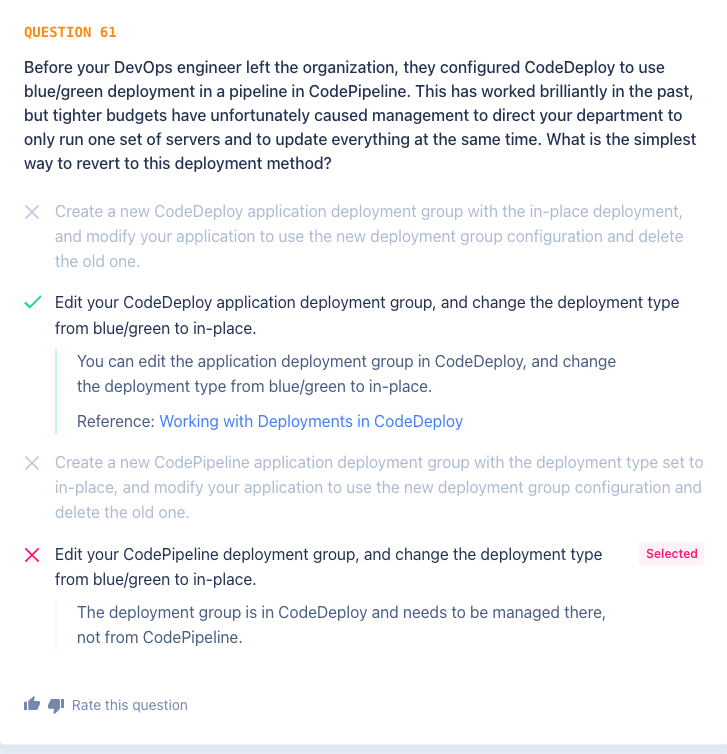 QUESTION 61
Before your DevOps engineer left the organization, they configured CodeDeploy to use
blue/green deployment in a pipeline in CodePipeline. This has worked brilliantly in the past,
but tighter budgets have unfortunately caused management to direct your department to
only run one set of servers and to update everything at the same time. What is the simplest
way to revert to this deployment method?
Create a new CodeDeploy application deployment group with the in-place deployment,
and modify your application to use the new deployment group configuration and delete
the old one.
Edit your CodeDeploy application deployment group, and change the deployment type
from blue/green to in-place.
You can edit the application deployment group in CodeDeploy, and change
the deployment type from blue/green to in-place.
Reference: Working with Deployments in CodeDeploy
Create a new CodePipeline application deployment group with the deployment type set to
in-place, and modify your application to use the new deployment group configuration and
delete the old one.
Edit your CodePipeline deployment group, and change the deployment type
from blue/green to in-place.
Selected
The deployment group is in CodeDeploy and needs to be managed there,
not from CodePipeline.
Rate this question